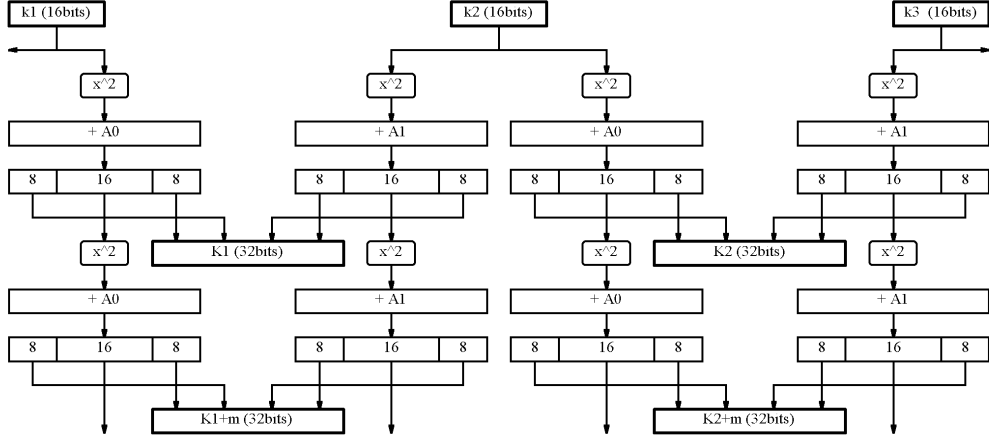 k1 (16bits) k2 (16bits) k3 (16bits)
x^2 x^2 x^2 x^2
+ A0 + A1 + A0 + A1
8 16 8 8 16 8 8 16 8 8 16 8
x^2 K1 (32bits) x^2 x^2 K2 (32bits) x^2
+ A0 + A1 + A0 + A1
8 16 8 8 16 8 8 16 8 8 16 8
K1+m (32bits) K2+m (32bits)